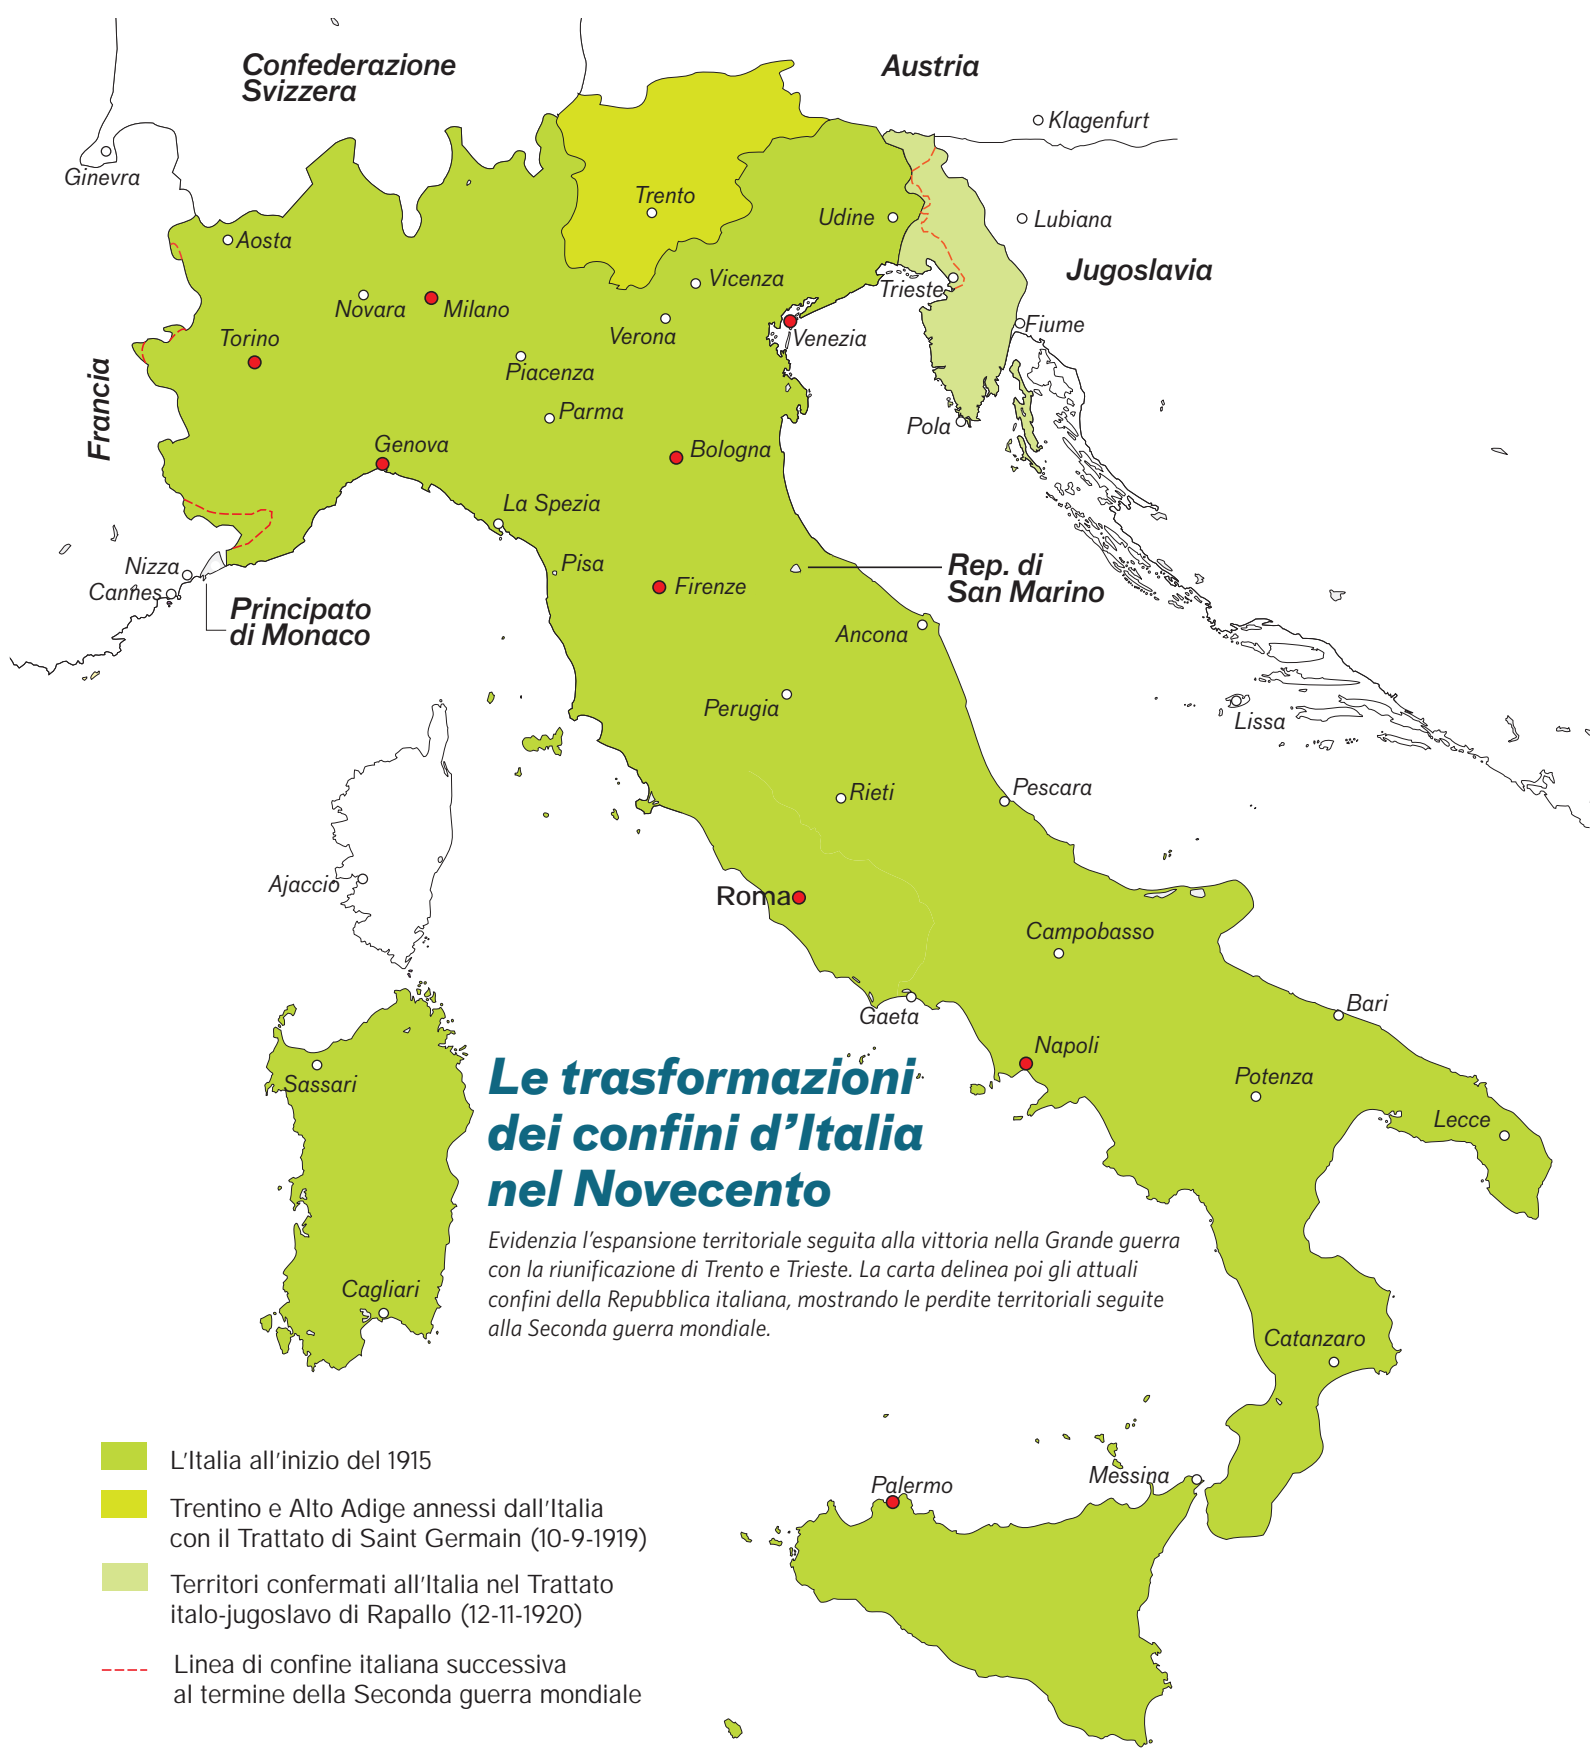 Confederazione
Svizzera
Austria
Klagenfurt
Ginevra
Trento
Udine
Lubiana
Aosta
Jugoslavia
Vicenza
Trieste
Novara
Milano
Fiume
Torino
Verona
Venezia
Piacenza
Francia
Parma
Pola
Genova
Bologna
La Spezia
Nizza
Pisa
Rep. di
San Marino
Cannes
Firenze
Principato
di Monaco
Ancona
Perugia
Lissa
Rieti
Pescara
Ajaccio
Roma
Campobasso
Bari
Gaeta
Napoli
Sassari
Potenza
Lecce
Le trasformazioni
dei confini d’Italia
nel Novecento
Evidenzia l’espansione territoriale seguita alla vittoria nella Grande guerra
con la riunificazione di Trento e Trieste. La carta delinea poi gli attuali
confini della Repubblica italiana, mostrando le perdite territoriali seguite
alla Seconda guerra mondiale.
Cagliari
Catanzaro
Messina
Palermo
L'Italia all'inizio del 1915
Trentino e Alto Adige annessi dall'Italia
con il Trattato di Saint Germain (10-9-1919)
Territori confermati all'Italia nel Trattato
italo-jugoslavo di Rapallo (12-11-1920)
Linea di confine italiana successiva
al termine della Seconda guerra mondiale